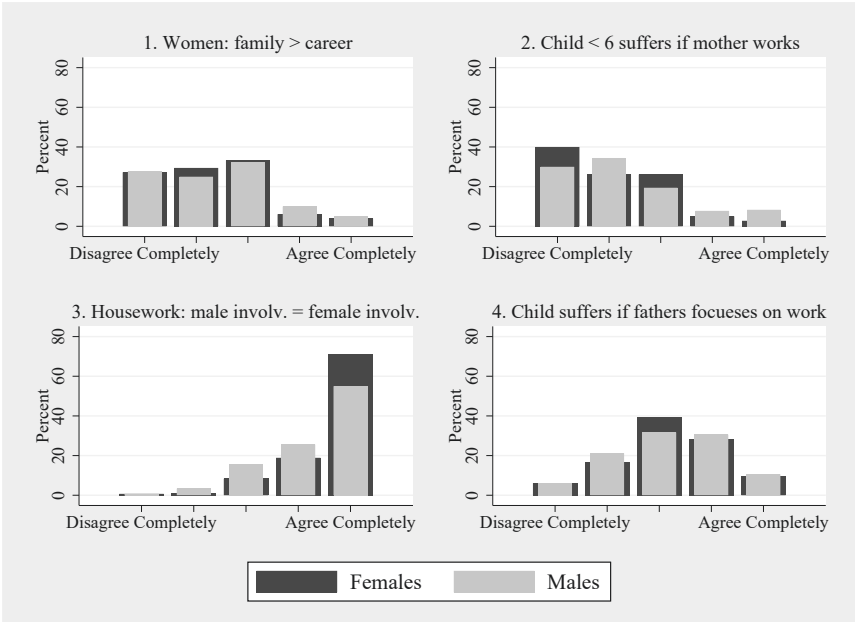 1. Women: family > career
80
60
40
20
0
Percent
Disagree Completely
Agree Completely
2. Child < 6 suffers if mother works
80
60
40
20
0
Percent
Disagree Completely
Agree Completely
3. Housework: male involv. = female involv.
80
60
40
20
0
Percent
Disagree Completely
Agree Completely
4. Child suffers if fathers focueses on work
80
60
40
20
0
Percent
Disagree Completely
Agree Completely
Females
Males